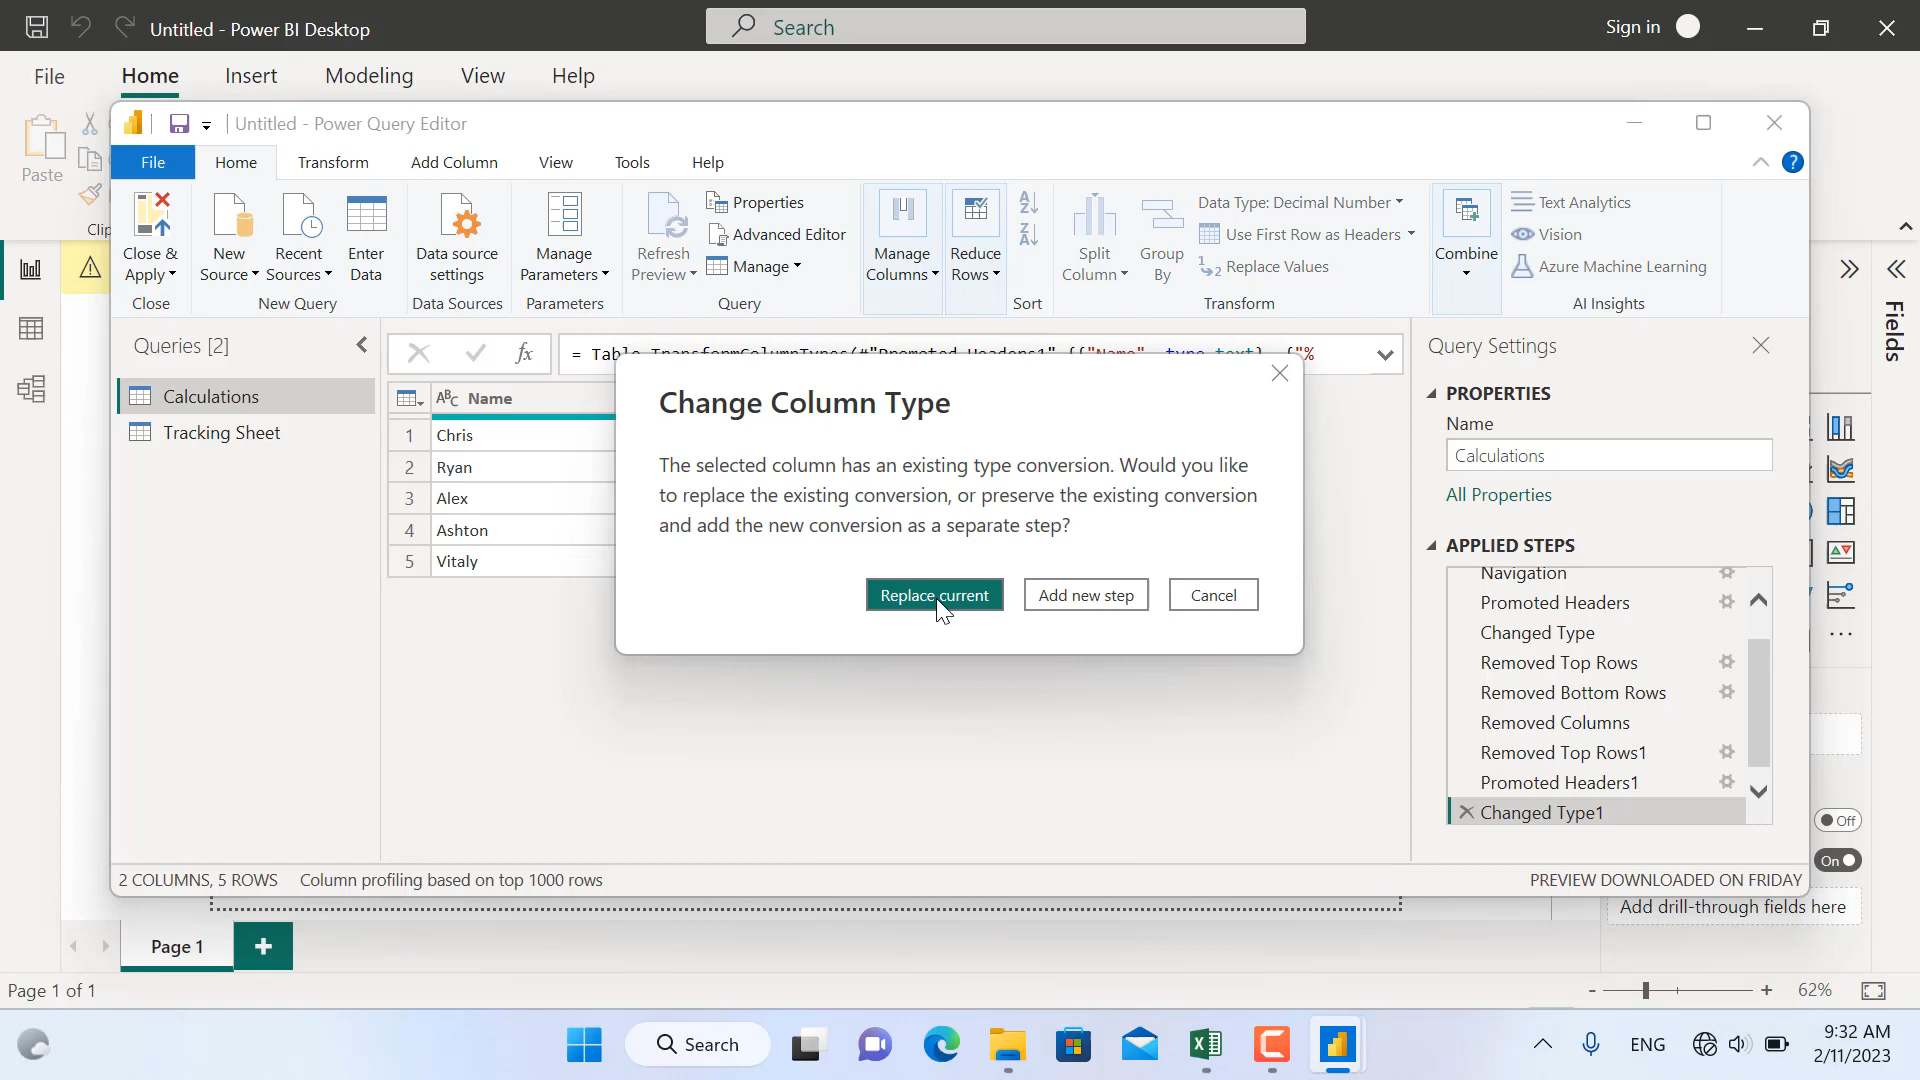 Untitled - Power BI Desktop
Search
Sign in
File
Home
Insert
Modeling
View
Help
Paste
Untitled - Power Query Editor
File
Home
Transform
Add Column
View
Tools
Help
Close &
Apply
Close
New
Source
Recent
Sources
Enter
Data
New Query
Data source
settings
Data Sources
Manage
Parameters
Parameters
Refresh
Preview
Properties
Advanced Editor
Manage
Query
Manage
Columns
Reduce
Rows
Sort
Split
Column
Group
By
Data Type: Decimal Number
Use First Row as Headers
Replace Values
Transform
Combine
Text Analytics
Vision
Azure Machine Learning
AI Insights
Fields
Queries [2]
Calculations
Tracking Sheet
fx
= Table.TransformColumnTypes(#"Promoted Headers1",{{"Name", type text}, {"%
ABC Name
1 Chris
2 Ryan
3 Alex
4 Ashton
5 Vitaly
Change Column Type
The selected column has an existing type conversion. Would you like
to replace the existing conversion, or preserve the existing conversion
and add the new conversion as a separate step?
Replace current
Add new step
Cancel
Query Settings
PROPERTIES
Name
Calculations
All Properties
APPLIED STEPS
Navigation
Promoted Headers
Changed Type
Removed Top Rows
Removed Bottom Rows
Removed Columns
Removed Top Rows1
Promoted Headers1
Changed Type1
Off
On
2 COLUMNS, 5 ROWS
Column profiling based on top 1000 rows
PREVIEW DOWNLOADED ON FRIDAY
Add drill-through fields here
Page 1
Page 1 of 1
- + 62%
Search
ENG
9:32 AM
2/11/2023